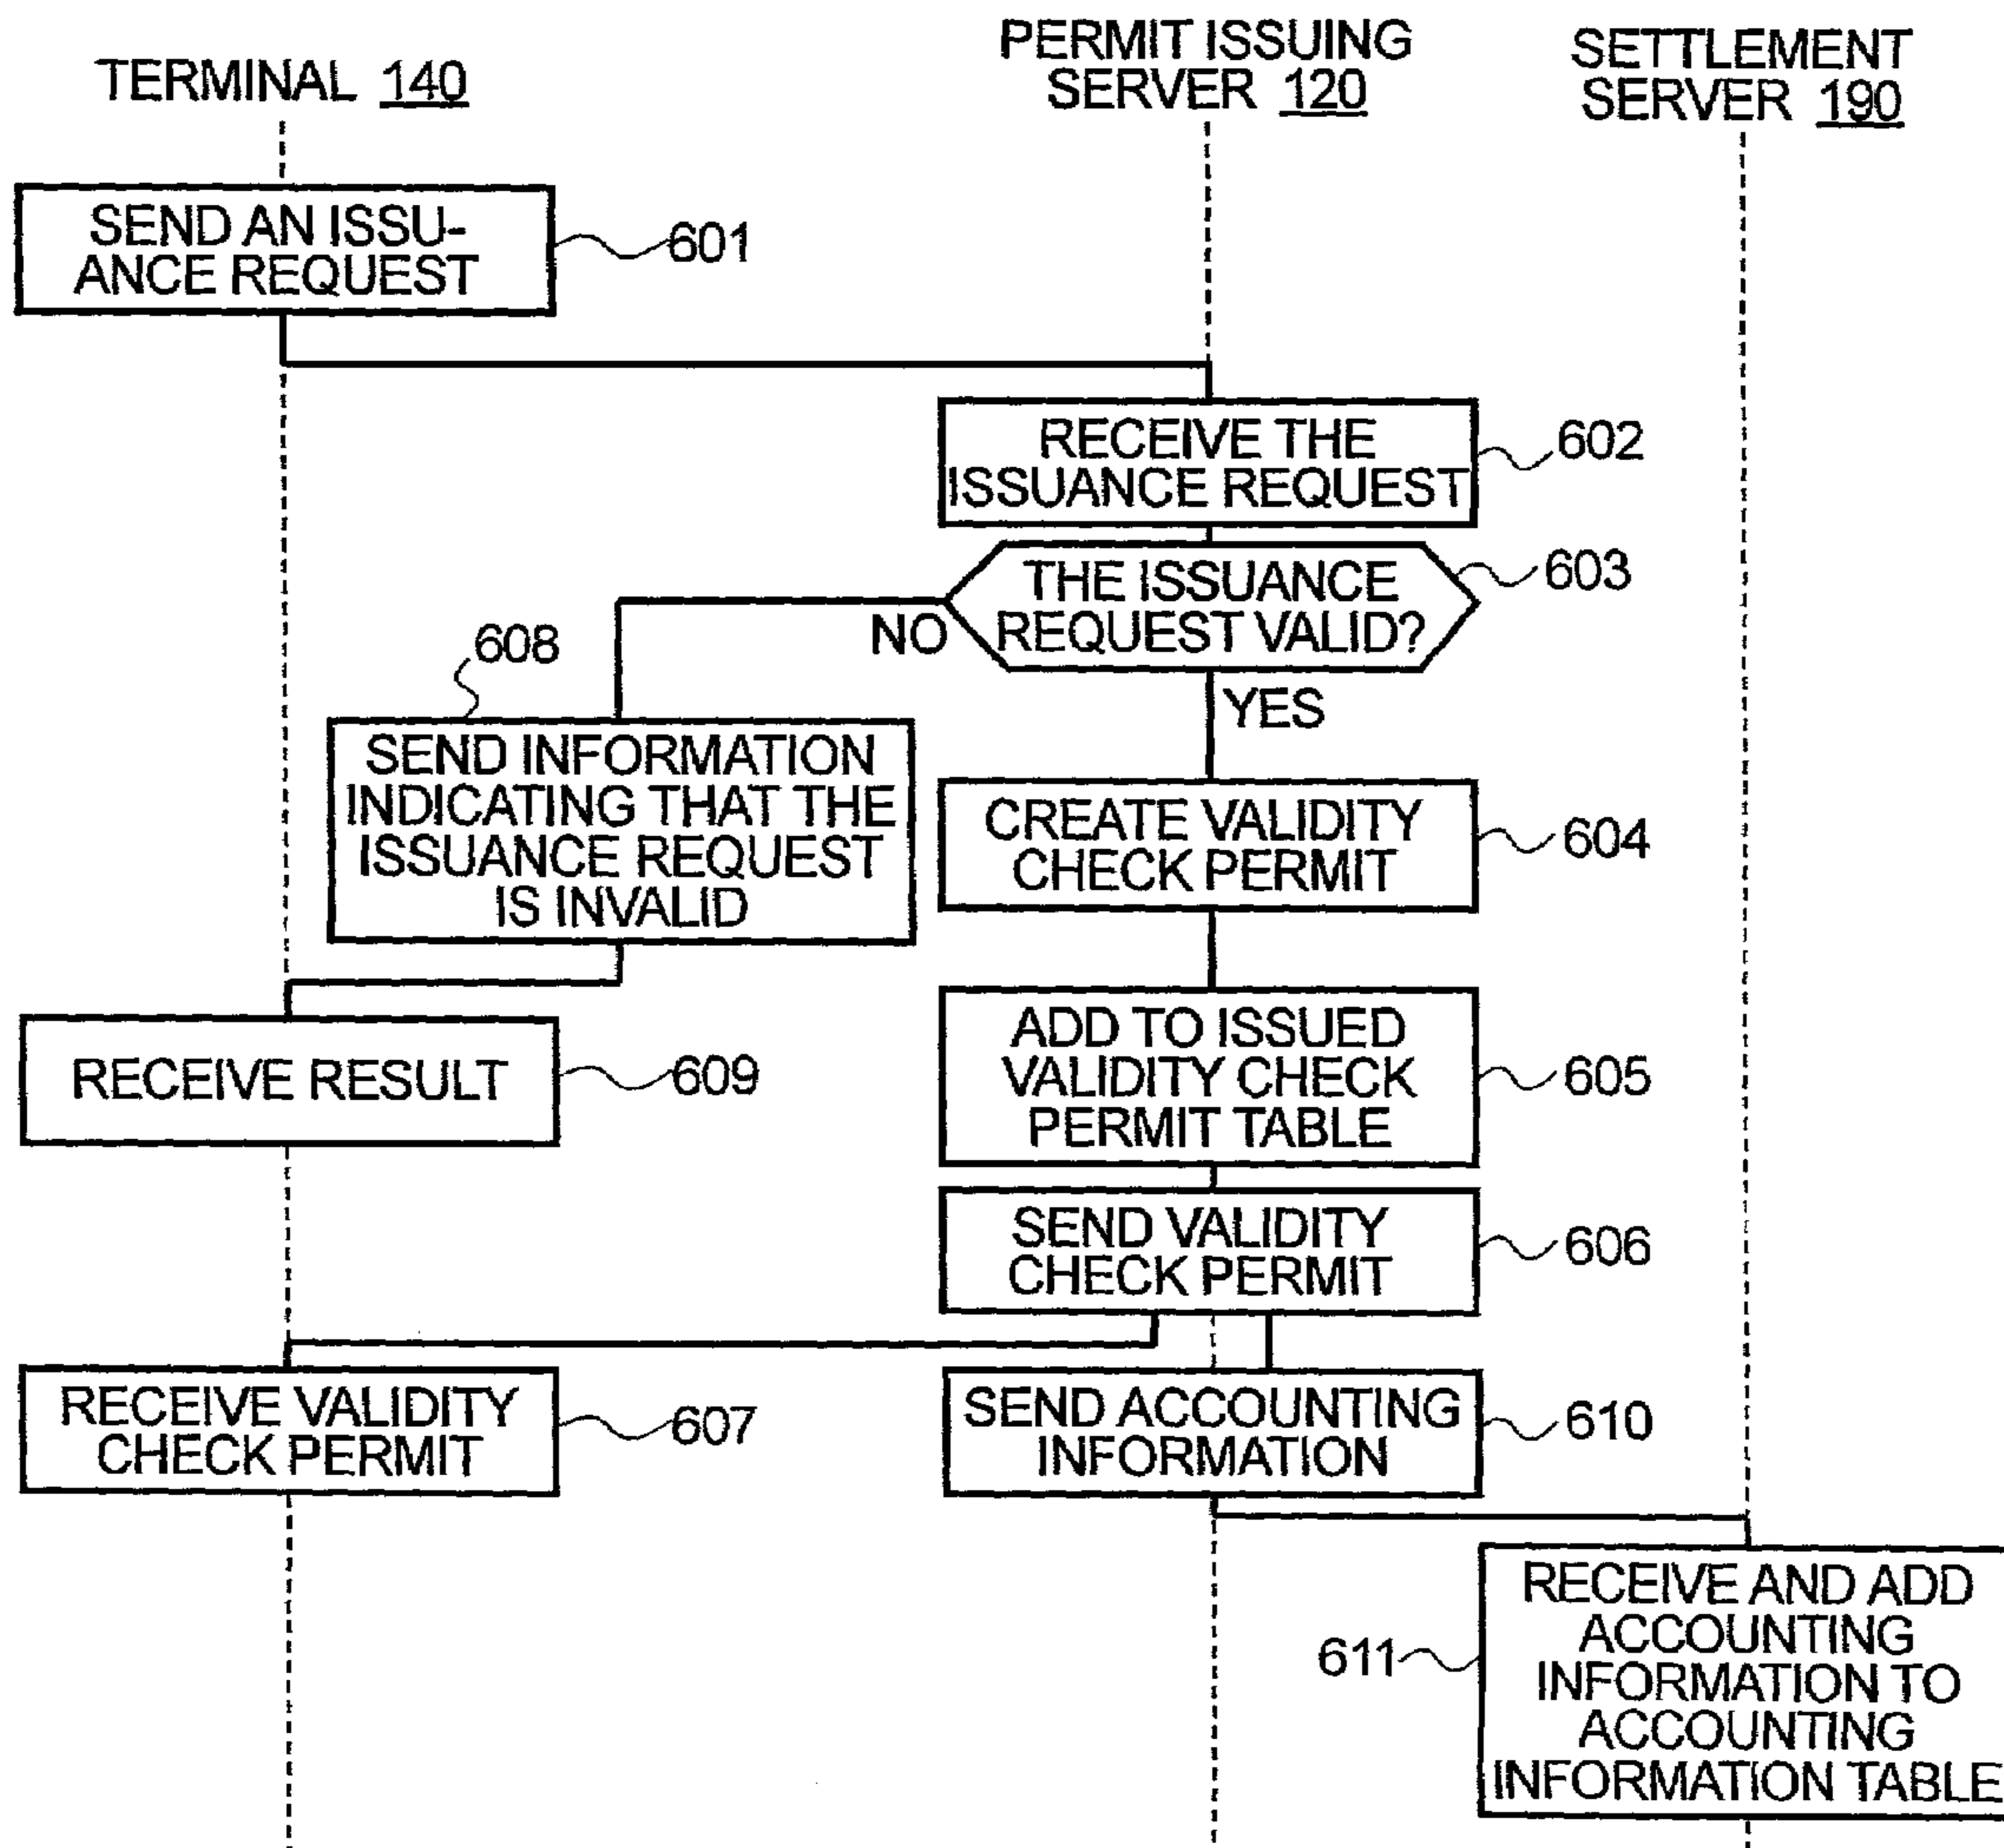 TERMINAL 140
PERMIT ISSUING
SERVER 120
SETTLEMENT
SERVER 190
SEND AN ISSU-
ANCE REQUEST
601
RECEIVE THE
ISSUANCE REQUEST
602
THE ISSUANCE
REQUEST VALID?
603
NO
YES
608
SEND INFORMATION
INDICATING THAT THE
ISSUANCE REQUEST
IS INVALID
CREATE VALIDITY
CHECK PERMIT
604
RECEIVE RESULT
609
ADD TO ISSUED
VALIDITY CHECK
PERMIT TABLE
605
SEND VALIDITY
CHECK PERMIT
606
RECEIVE VALIDITY
CHECK PERMIT
607
SEND ACCOUNTING
INFORMATION
610
611
RECEIVE AND ADD
ACCOUNTING
INFORMATION TO
ACCOUNTING
INFORMATION TABLE